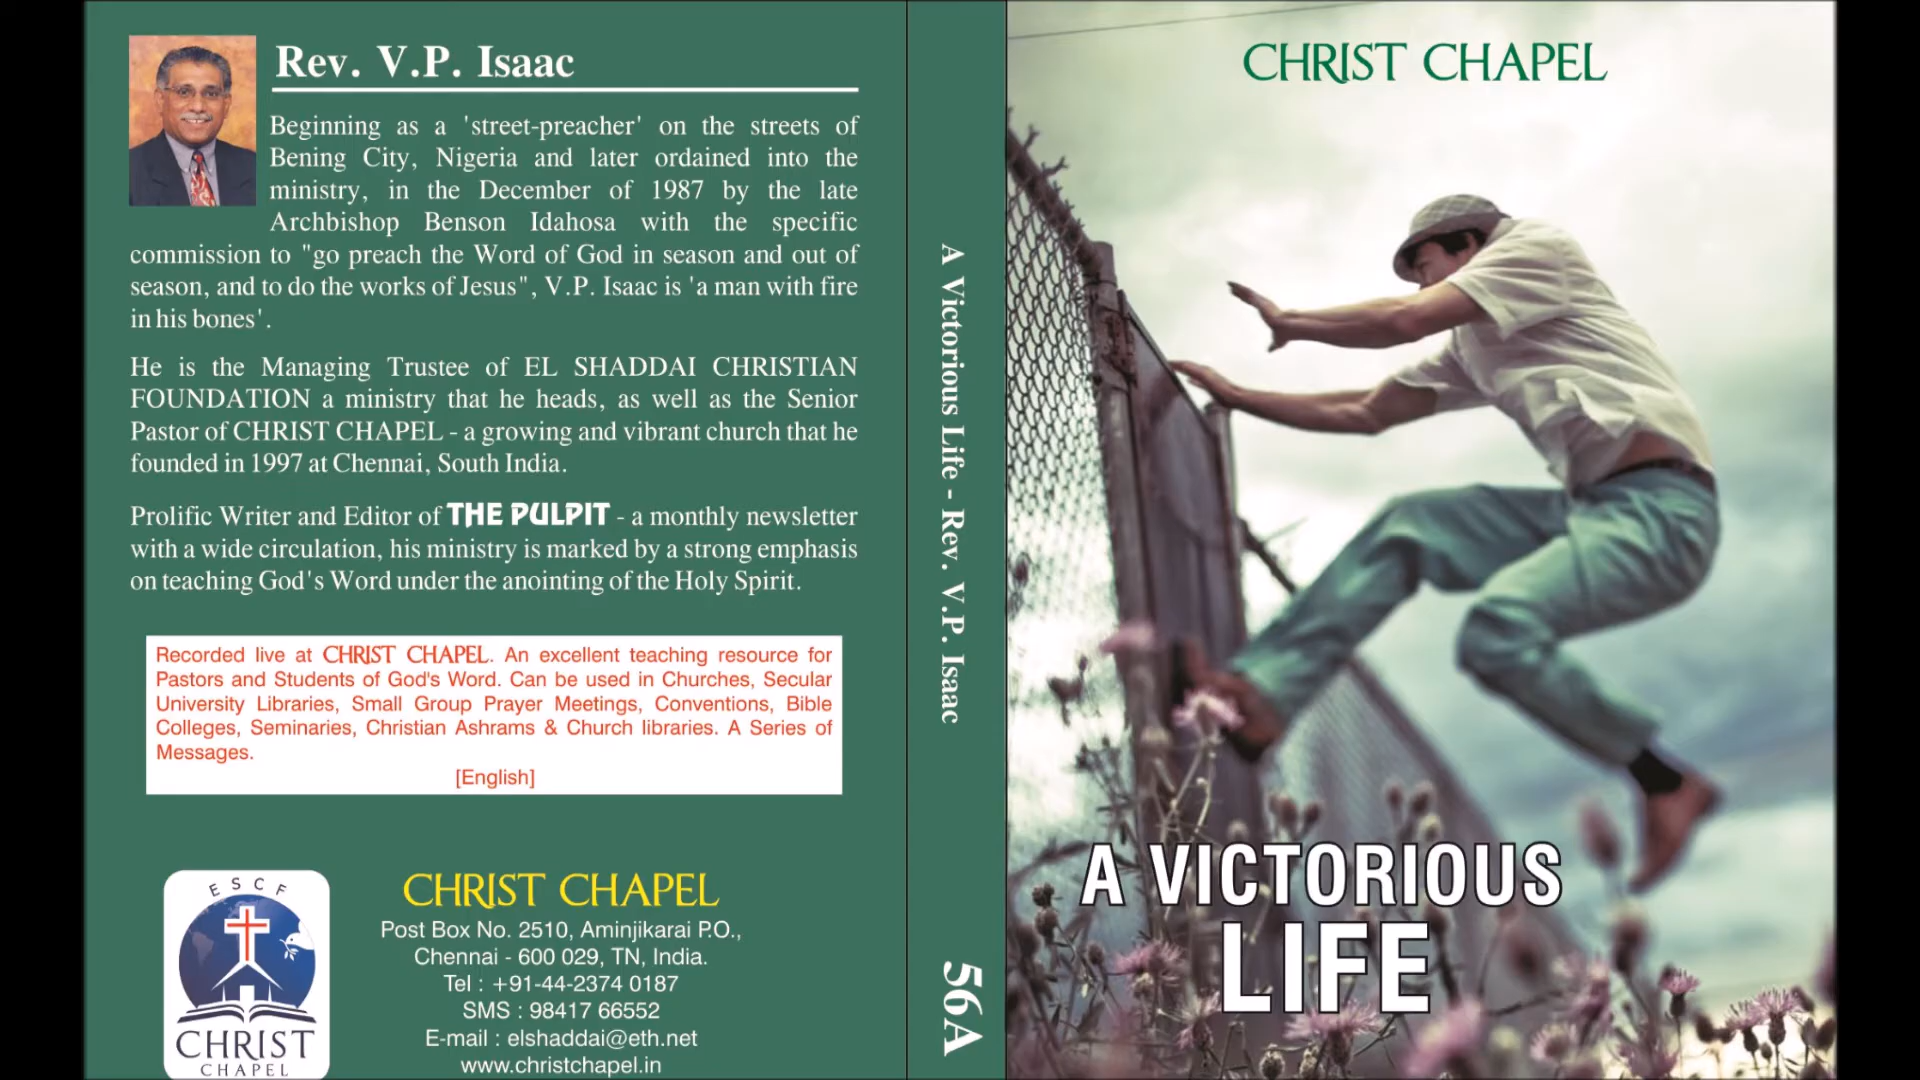 Rev. V.P. Isaac
Beginning as a 'street-preacher' on the streets of
Bening City, Nigeria and later ordained into the
ministry, in the December of 1987 by the late
Archbishop Benson Idahosa with the specific
commission to "go preach the Word of God in season and out of
season, and to do the works of Jesus", V.P. Isaac is 'a man with fire
in his bones'.
He is the Managing Trustee of EL SHADDAI CHRISTIAN
FOUNDATION a ministry that he heads, as well as the Senior
Pastor of CHRIST CHAPEL - a growing and vibrant church that he
founded in 1997 at Chennai, South India.
Prolific Writer and Editor of THE PULPIT - a monthly newsletter
with a wide circulation, his ministry is marked by a strong emphasis
on teaching God's Word under the anointing of the Holy Spirit.
Recorded live at CHRIST CHAPEL. An excellent teaching resource for
Pastors and Students of God's Word. Can be used in Churches, Secular
University Libraries, Small Group Prayer Meetings, Conventions, Bible
Colleges, Seminaries, Christian Ashrams & Church libraries. A Series of
Messages.
[English]
ESCF
CHRIST
CHAPEL
CHRIST CHAPEL
Post Box No. 2510, Aminjikarai P.O.,
Chennai - 600 029, TN, India.
Tel : +91-44-2374 0187
SMS : 98417 66552
E-mail : elshaddai@eth.net
www.christchapel.in
A Victorious Life - Rev. V.P. Isaac
56A
CHRIST CHAPEL
A VICTORIOUS
LIFE